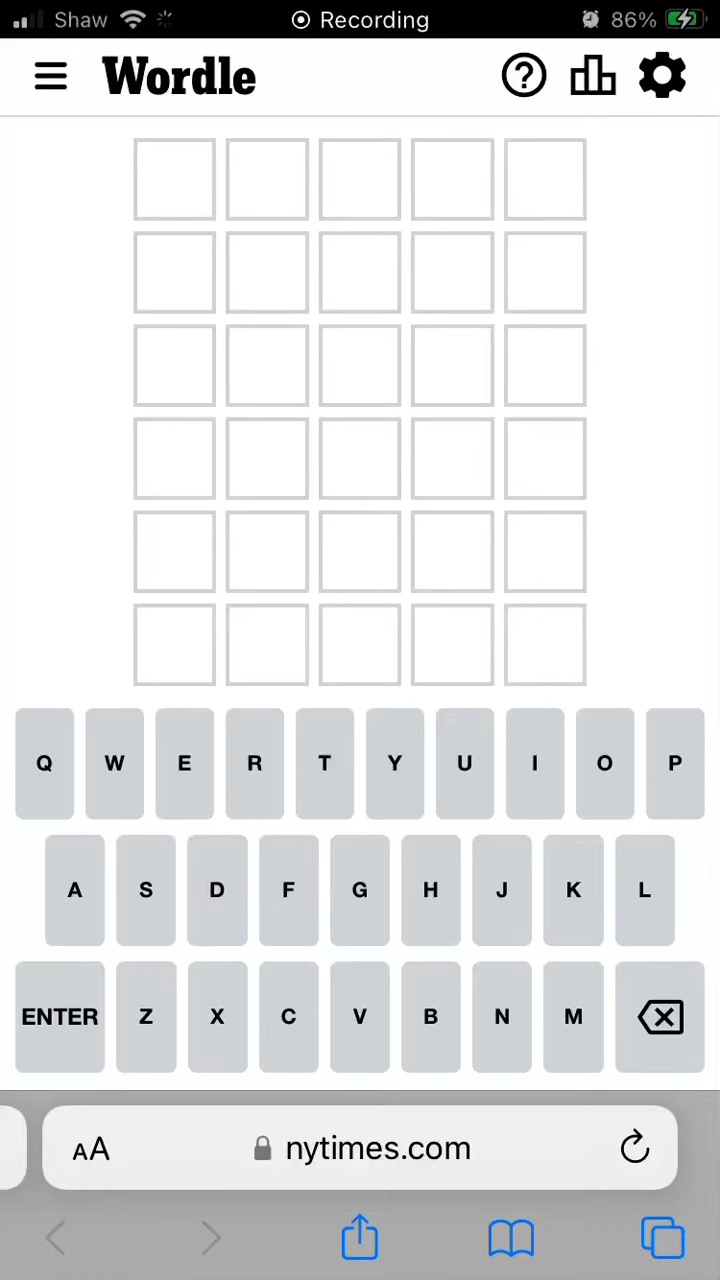 Shaw Recording 86%
Wordle
Q W E R T Y U I O P
A S D F G H J K L
ENTER Z X C V B N M
AA nytimes.com